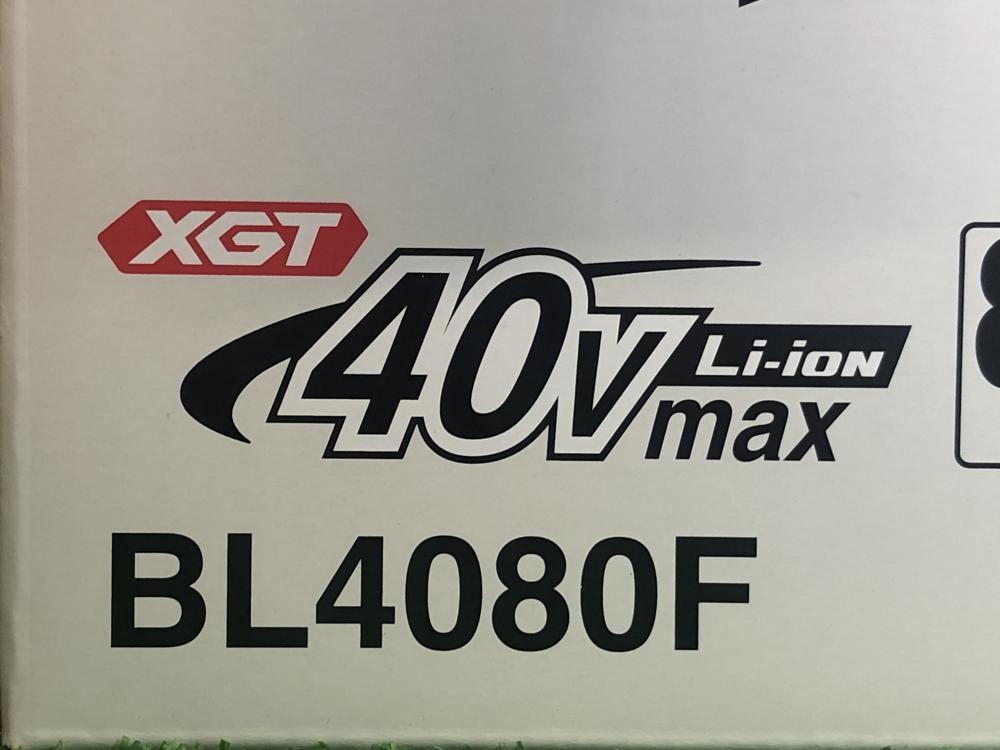 XGT
40V Li-ion
max
BL4080F